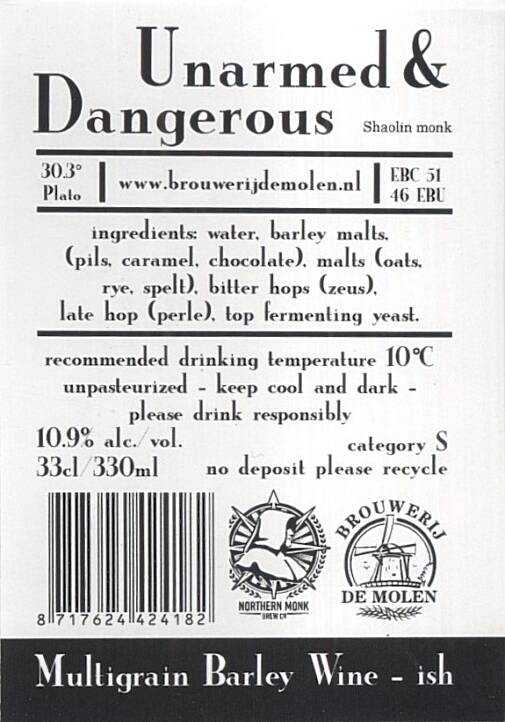 Unarmed &
Dangerous Shaolin monk
30.3°
Plato
www.brouwerijdemolen.nl
EBC 51
46 EBU
ingredients: water, barley malts,
(pils, caramel, chocolate), malts (oats,
rye, spelt), bitter hops (zeus),
late hop (perle), top fermenting yeast.
recommended drinking temperature 10°C
unpasteurized - keep cool and dark -
please drink responsibly
10.9% alc./vol.
category S
33cl/330ml
no deposit please recycle
8 717624 424182
NORTHERN MONK
BREW CO
BROUWERIJ
DE MOLEN
Multigrain Barley Wine - ish